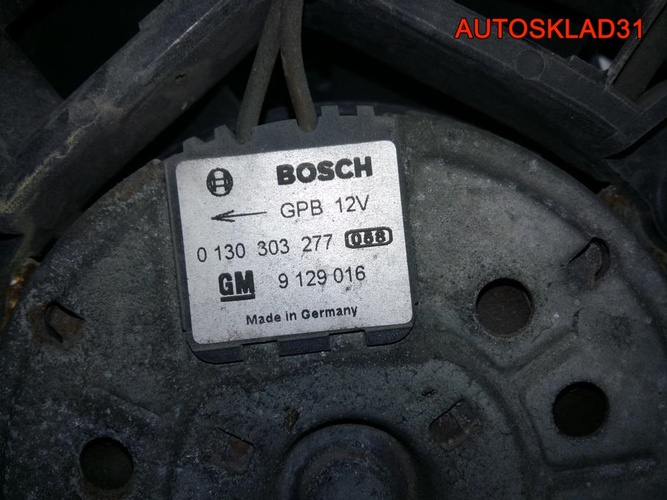 AUTOSKLAD31
BOSCH
GPB 12V
0 130 303 277 058
GM 9 129 016
Made in Germany